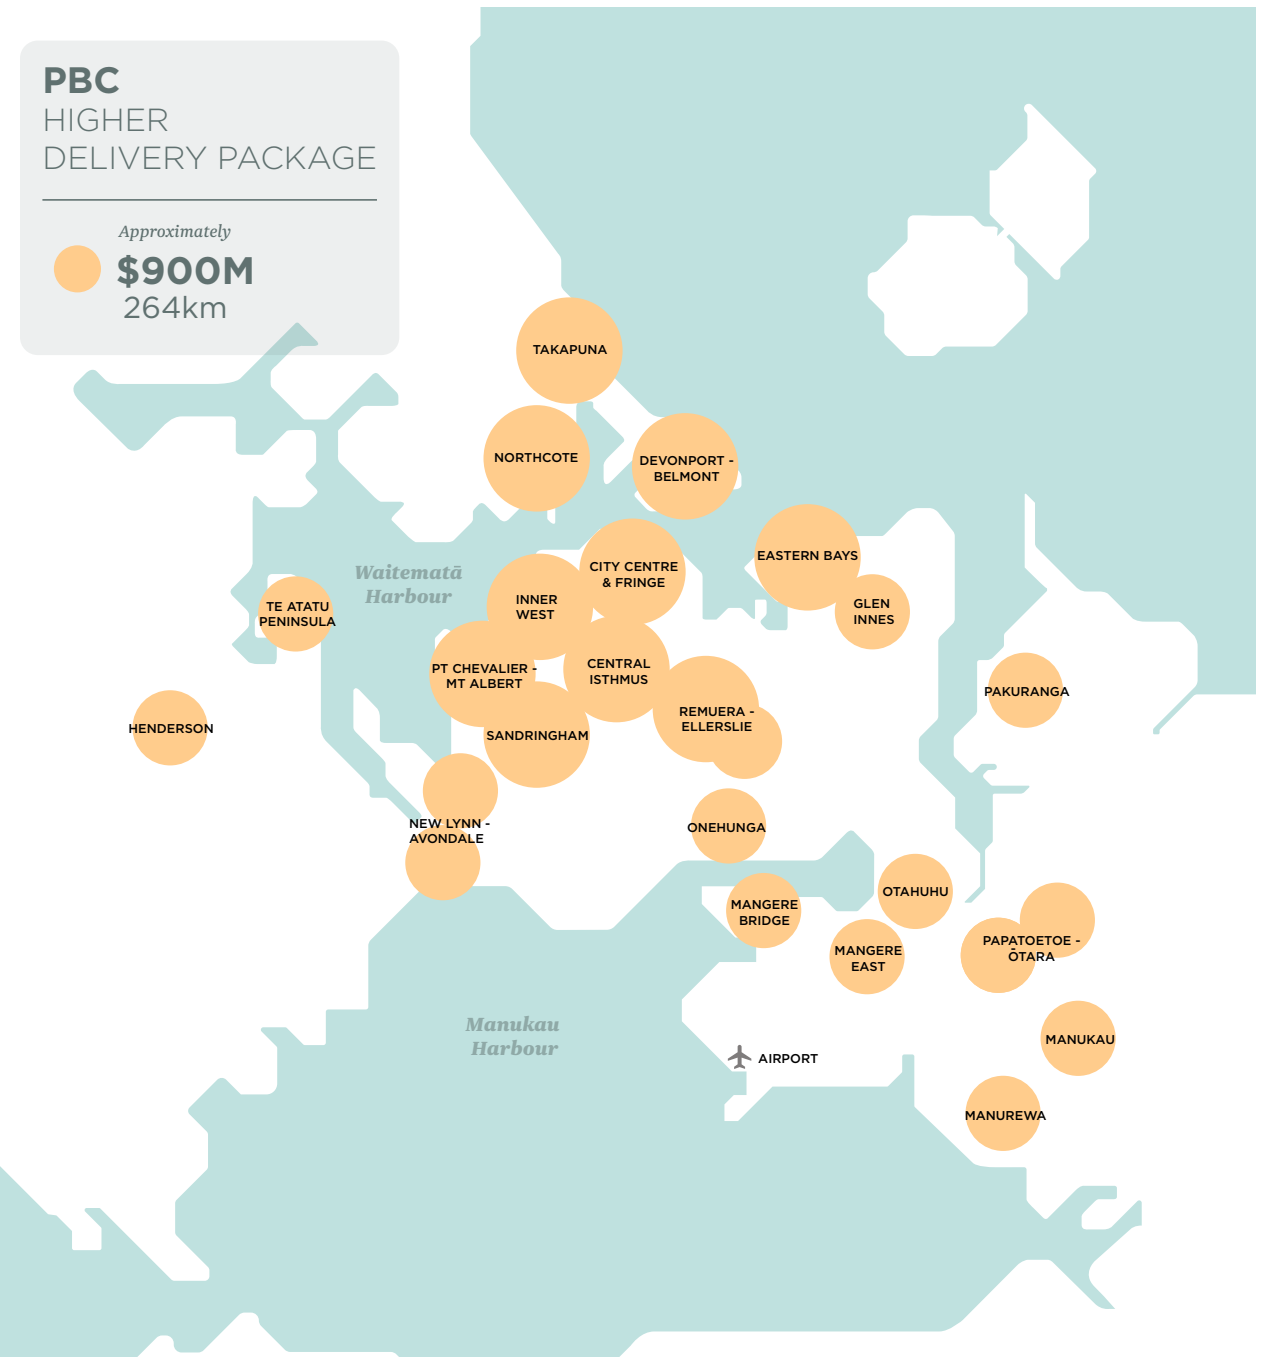 PBC
HIGHER
DELIVERY PACKAGE
Approximately
$900M
264km
TAKAPUNA
NORTHCOTE
DEVONPORT -
BELMONT
EASTERN BAYS
CITY CENTRE
& FRINGE
Waitematā
Harbour
INNER
WEST
GLEN
INNES
TE ATATU
PENINSULA
PT CHEVALIER -
MT ALBERT
CENTRAL
ISTHMUS
PAKURANGA
REMUERA -
ELLERSLIE
HENDERSON
SANDRINGHAM
NEW LYNN -
AVONDALE
ONEHUNGA
OTAHUHU
MANGERE
BRIDGE
MANGERE
EAST
PAPATOETOE -
ŌTARA
Manukau
Harbour
MANUKAU
AIRPORT
MANUREWA